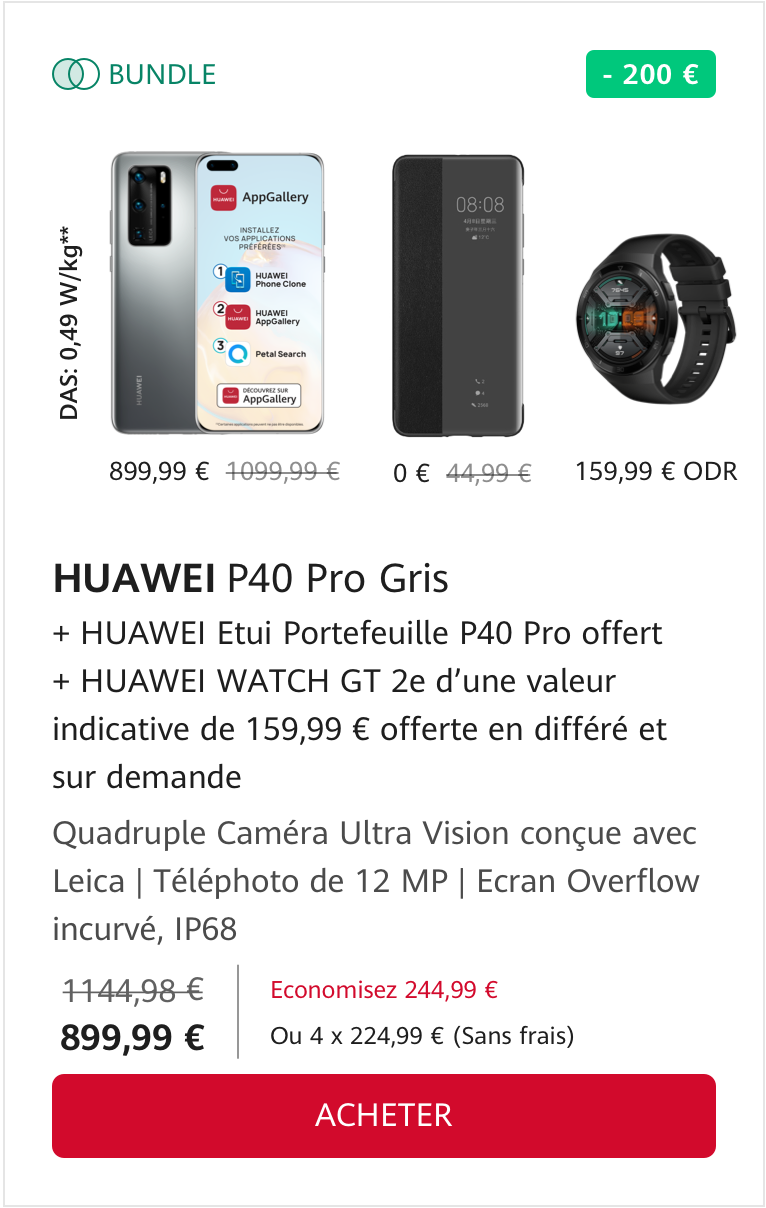 BUNDLE
- 200 €
DAS: 0,49 W/kg**
HUAWEI
HUAWEI
AppGallery
INSTALLEZ
VOS APPLICATIONS
PRÉFÉRÉES
1
HUAWEI
Phone Clone
2
HUAWEI
HUAWEI
AppGallery
3
Petal Search
HUAWEI
DÉCOUVREZ SUR
AppGallery
08:08
899,99 € 1099,99 €
0 € 44,99 €
159,99 € ODR
HUAWEI P40 Pro Gris
+ HUAWEI Etui Portefeuille P40 Pro offert
+ HUAWEI WATCH GT 2e d’une valeur
indicative de 159,99 € offerte en différé et
sur demande
Quadruple Caméra Ultra Vision conçue avec
Leica | Téléphoto de 12 MP | Ecran Overflow
incurvé, IP68
1144,98 €
899,99 €
Economisez 244,99 €
Ou 4 x 224,99 € (Sans frais)
ACHETER